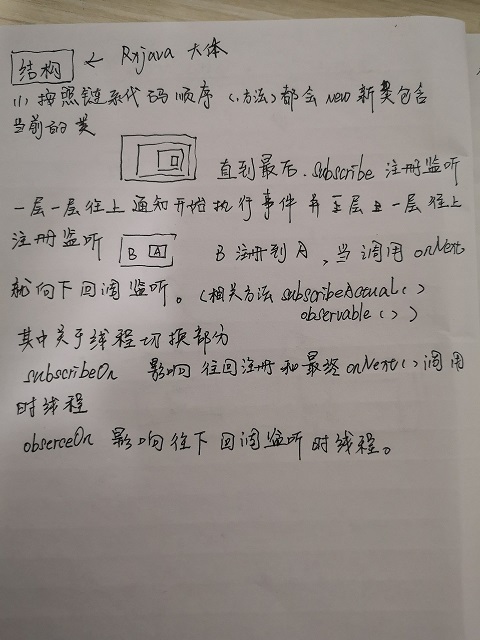 结构 ← Rxjava 大体
(1) 按照链系代码顺序 (.方法) 都会 new 新类包含
当前的类
直到最后 .subscribe 注册监听
一层一层往上通知开始执行事件 并 一层往上
注册监听 B A B 注册到 A, 当调用 onNext
就向下回调监听。(相关方法 subscribeActual()
observable())
其中关于线程切换部分
subscribeOn 影响往回注册和最终 onNext() 调用
时线程
obserceOn 影响往下回调监听时线程。